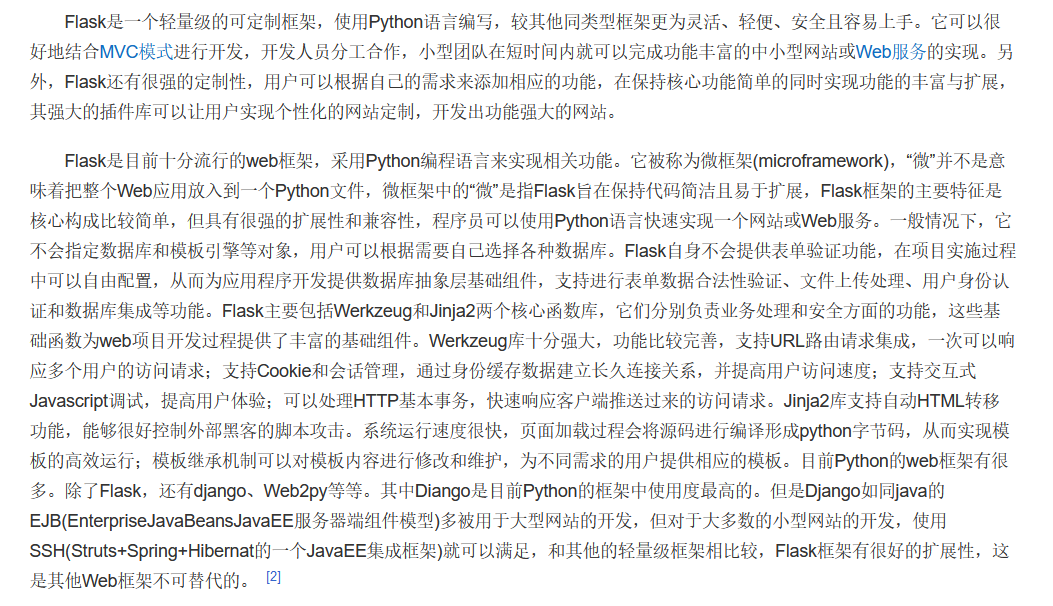 Flask是一个轻量级的可定制框架，使用Python语言编写，较其他同类型框架更为灵活、轻便、安全且容易上手。它可以很
好地结合MVC模式进行开发，开发人员分工合作，小型团队在短时间内就可以完成功能丰富的中小型网站或Web服务的实现。另
外，Flask还有很强的定制性，用户可以根据自己的需求来添加相应的功能，在保持核心功能简单的同时实现功能的丰富与扩展，
其强大的插件库可以让用户实现个性化的网站定制，开发出功能强大的网站。
Flask是目前十分流行的web框架，采用Python编程语言来实现相关功能。它被称为微框架(microframework)，“微”并不是意
味着把整个Web应用放入到一个Python文件，微框架中的“微”是指Flask旨在保持代码简洁且易于扩展，Flask框架的主要特征是
核心构成比较简单，但具有很强的扩展性和兼容性，程序员可以使用Python语言快速实现一个网站或Web服务。一般情况下，它
不会指定数据库和模板引擎等对象，用户可以根据需要自己选择各种数据库。Flask自身不会提供表单验证功能，在项目实施过程
中可以自由配置，从而为应用程序开发提供数据库抽象层基础组件，支持进行表单数据合法性验证、文件上传处理、用户身份认
证和数据库集成等功能。Flask主要包括Werkzeug和Jinja2两个核心函数库，它们分别负责业务处理和安全方面的功能，这些基
础函数为web项目开发过程提供了丰富的基础组件。Werkzeug库十分强大，功能比较完善，支持URL路由请求集成，一次可以响
应多个用户的访问请求；支持Cookie和会话管理，通过身份缓存数据建立长久连接关系，并提高用户访问速度；支持交互式
Javascript调试，提高用户体验；可以处理HTTP基本事务，快速响应客户端推送过来的访问请求。Jinja2库支持自动HTML转移
功能，能够很好控制外部黑客的脚本攻击。系统运行速度很快，页面加载过程会将源码进行编译形成python字节码，从而实现模
板的高效运行；模板继承机制可以对模板内容进行修改和维护，为不同需求的用户提供相应的模板。目前Python的web框架有很
多。除了Flask，还有django、Web2py等等。其中Diango是目前Python的框架中使用度最高的。但是Django如同java的
EJB(EnterpriseJavaBeansJavaEE服务器端组件模型)多被用于大型网站的开发，但对于大多数的小型网站的开发，使用
SSH(Struts+Spring+Hibernat的一个JavaEE集成框架)就可以满足，和其他的轻量级框架相比较，Flask框架有很好的扩展性，这
是其他Web框架不可替代的。 [2]